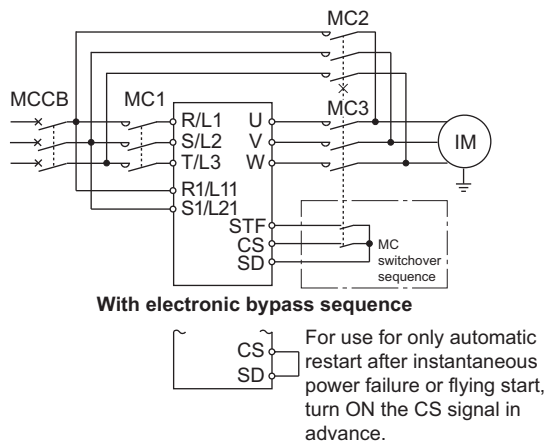 MC2
MCCB
MC1
MC3
R/L1
U
S/L2
V
T/L3
W
IM
R1/L11
S1/L21
STF
CS
SD
MC
switchover
sequence
With electronic bypass sequence
CS
SD
For use for only automatic
restart after instantaneous
power failure or flying start,
turn ON the CS signal in
advance.